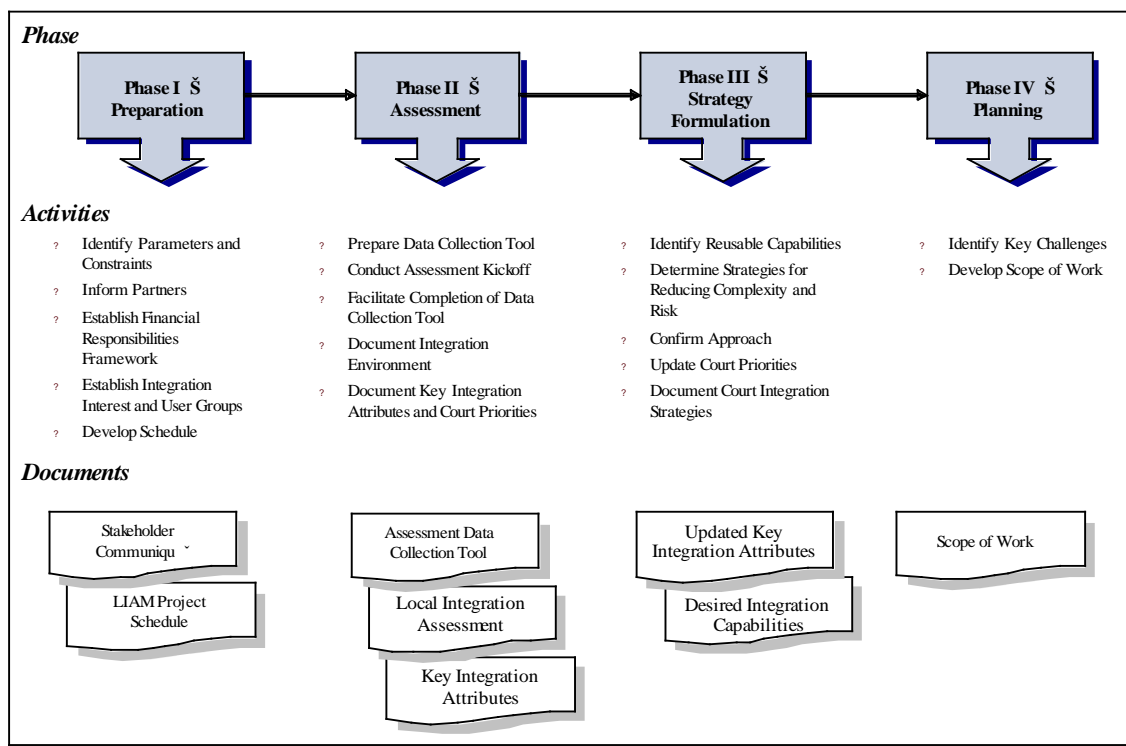 Phase
Phase I Š
Preparation
Phase II Š
Assessment
Phase III Š
Strategy
Formulation
Phase IV Š
Planning
Activities
? Identify Parameters and
Constraints
? Inform Partners
? Establish Financial
Responsibilities
Framework
? Establish Integration
Interest and User Groups
? Develop Schedule
? Prepare Data Collection Tool
? Conduct Assessment Kickoff
? Facilitate Completion of Data
Collection Tool
? Document Integration
Environment
? Document Key Integration
Attributes and Court Priorities
? Identify Reusable Capabilities
? Determine Strategies for
Reducing Complexity and
Risk
? Confirm Approach
? Update Court Priorities
? Document Court Integration
Strategies
? Identify Key Challenges
? Develop Scope of Work
Documents
Stakeholder
Communiqu ˇ
LIAM Project
Schedule
Assessment Data
Collection Tool
Local Integration
Assessment
Key Integration
Attributes
Updated Key
Integration Attributes
Desired Integration
Capabilities
Scope of Work